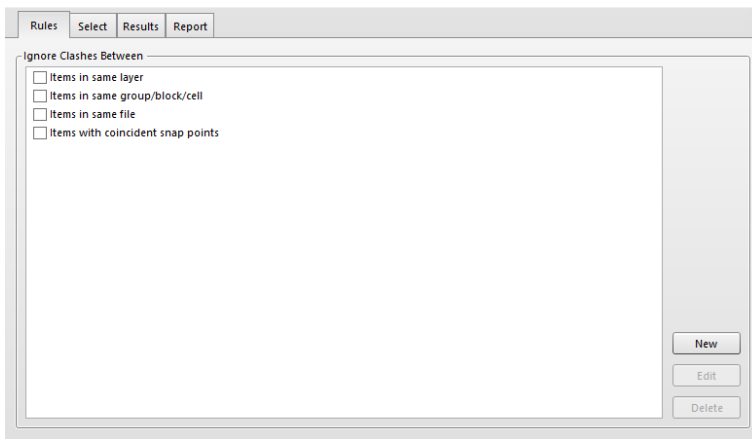 Rules Select Results Report
Ignore Clashes Between
Items in same layer
Items in same group/block/cell
Items in same file
Items with coincident snap points
New
Edit
Delete